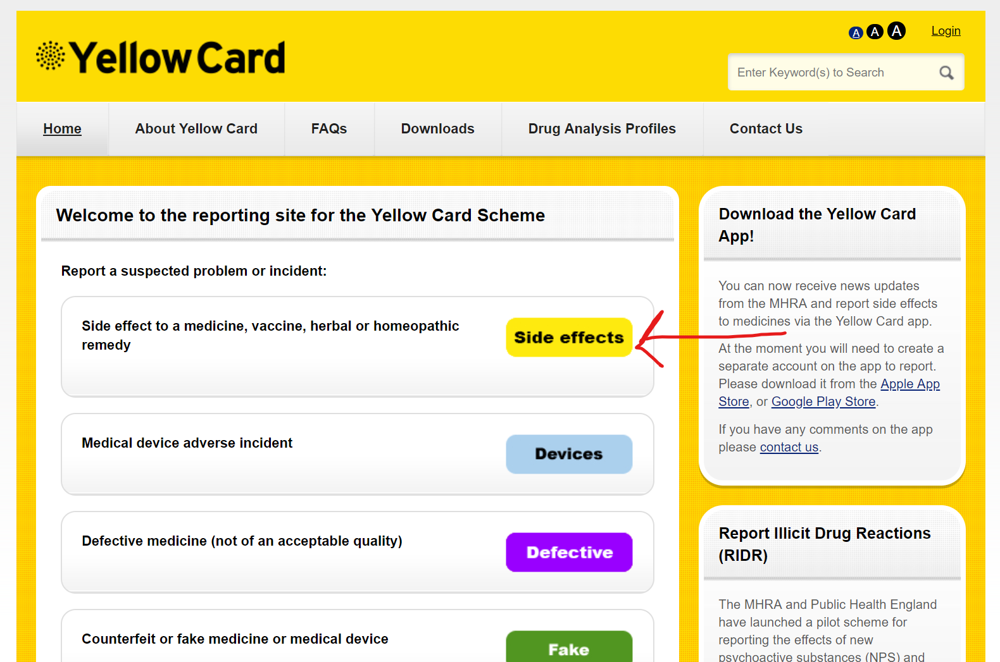 YellowCard
A A A Login
Enter Keyword(s) to Search
Home About Yellow Card FAQs Downloads Drug Analysis Profiles Contact Us
Welcome to the reporting site for the Yellow Card Scheme
Report a suspected problem or incident:
Side effect to a medicine, vaccine, herbal or homeopathic
remedy
Side effects
Medical device adverse incident
Devices
Defective medicine (not of an acceptable quality)
Defective
Counterfeit or fake medicine or medical device
Fake
Download the Yellow Card
App!
You can now receive news updates
from the MHRA and report side effects
to medicines via the Yellow Card app.
At the moment you will need to create a
separate account on the app to report.
Please download it from the Apple App
Store, or Google Play Store.
If you have any comments on the app
please contact us.
Report Illicit Drug Reactions
(RIDR)
The MHRA and Public Health England
have launched a pilot scheme for
reporting the effects of new
psychoactive substances (NPS) and